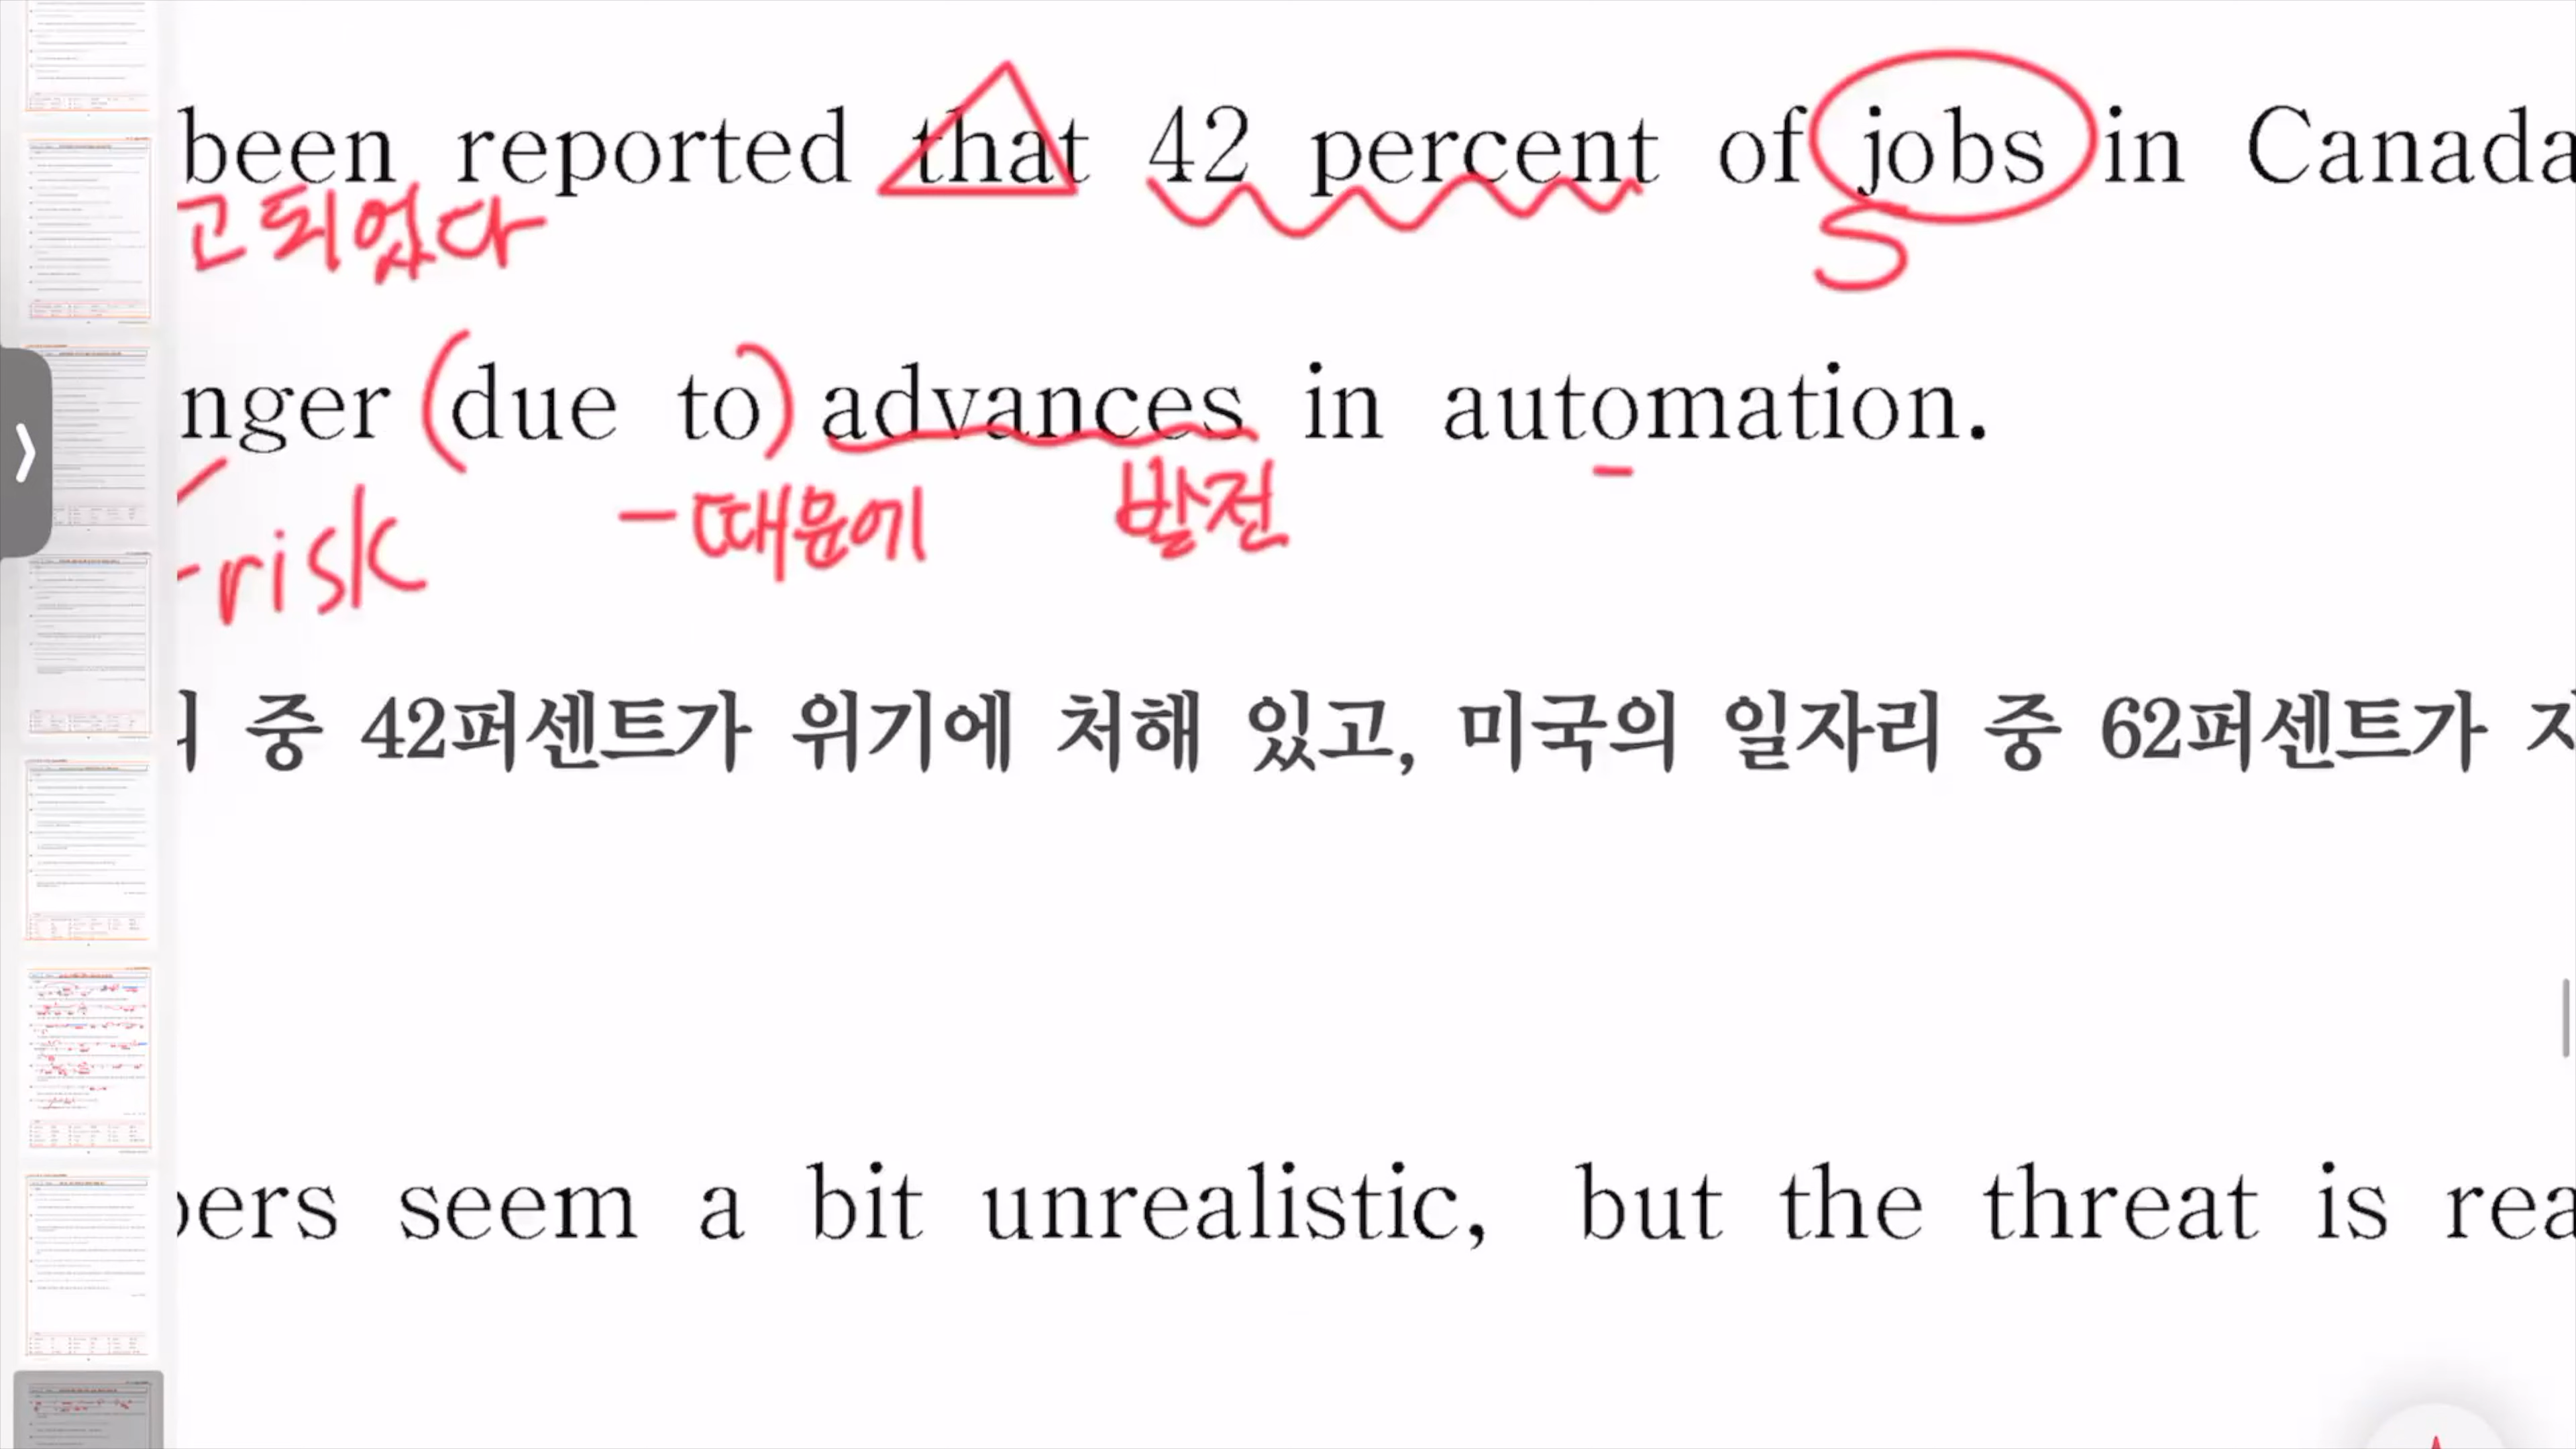 been reported that 42 percent of jobs in Canada
고되었다
S
nger (due to) advances in automation.
-때문에 발전
-risk
중 42퍼센트가 위기에 처해 있고, 미국의 일자리 중 62퍼센트가
bers seem a bit unrealistic, but the threat is rea